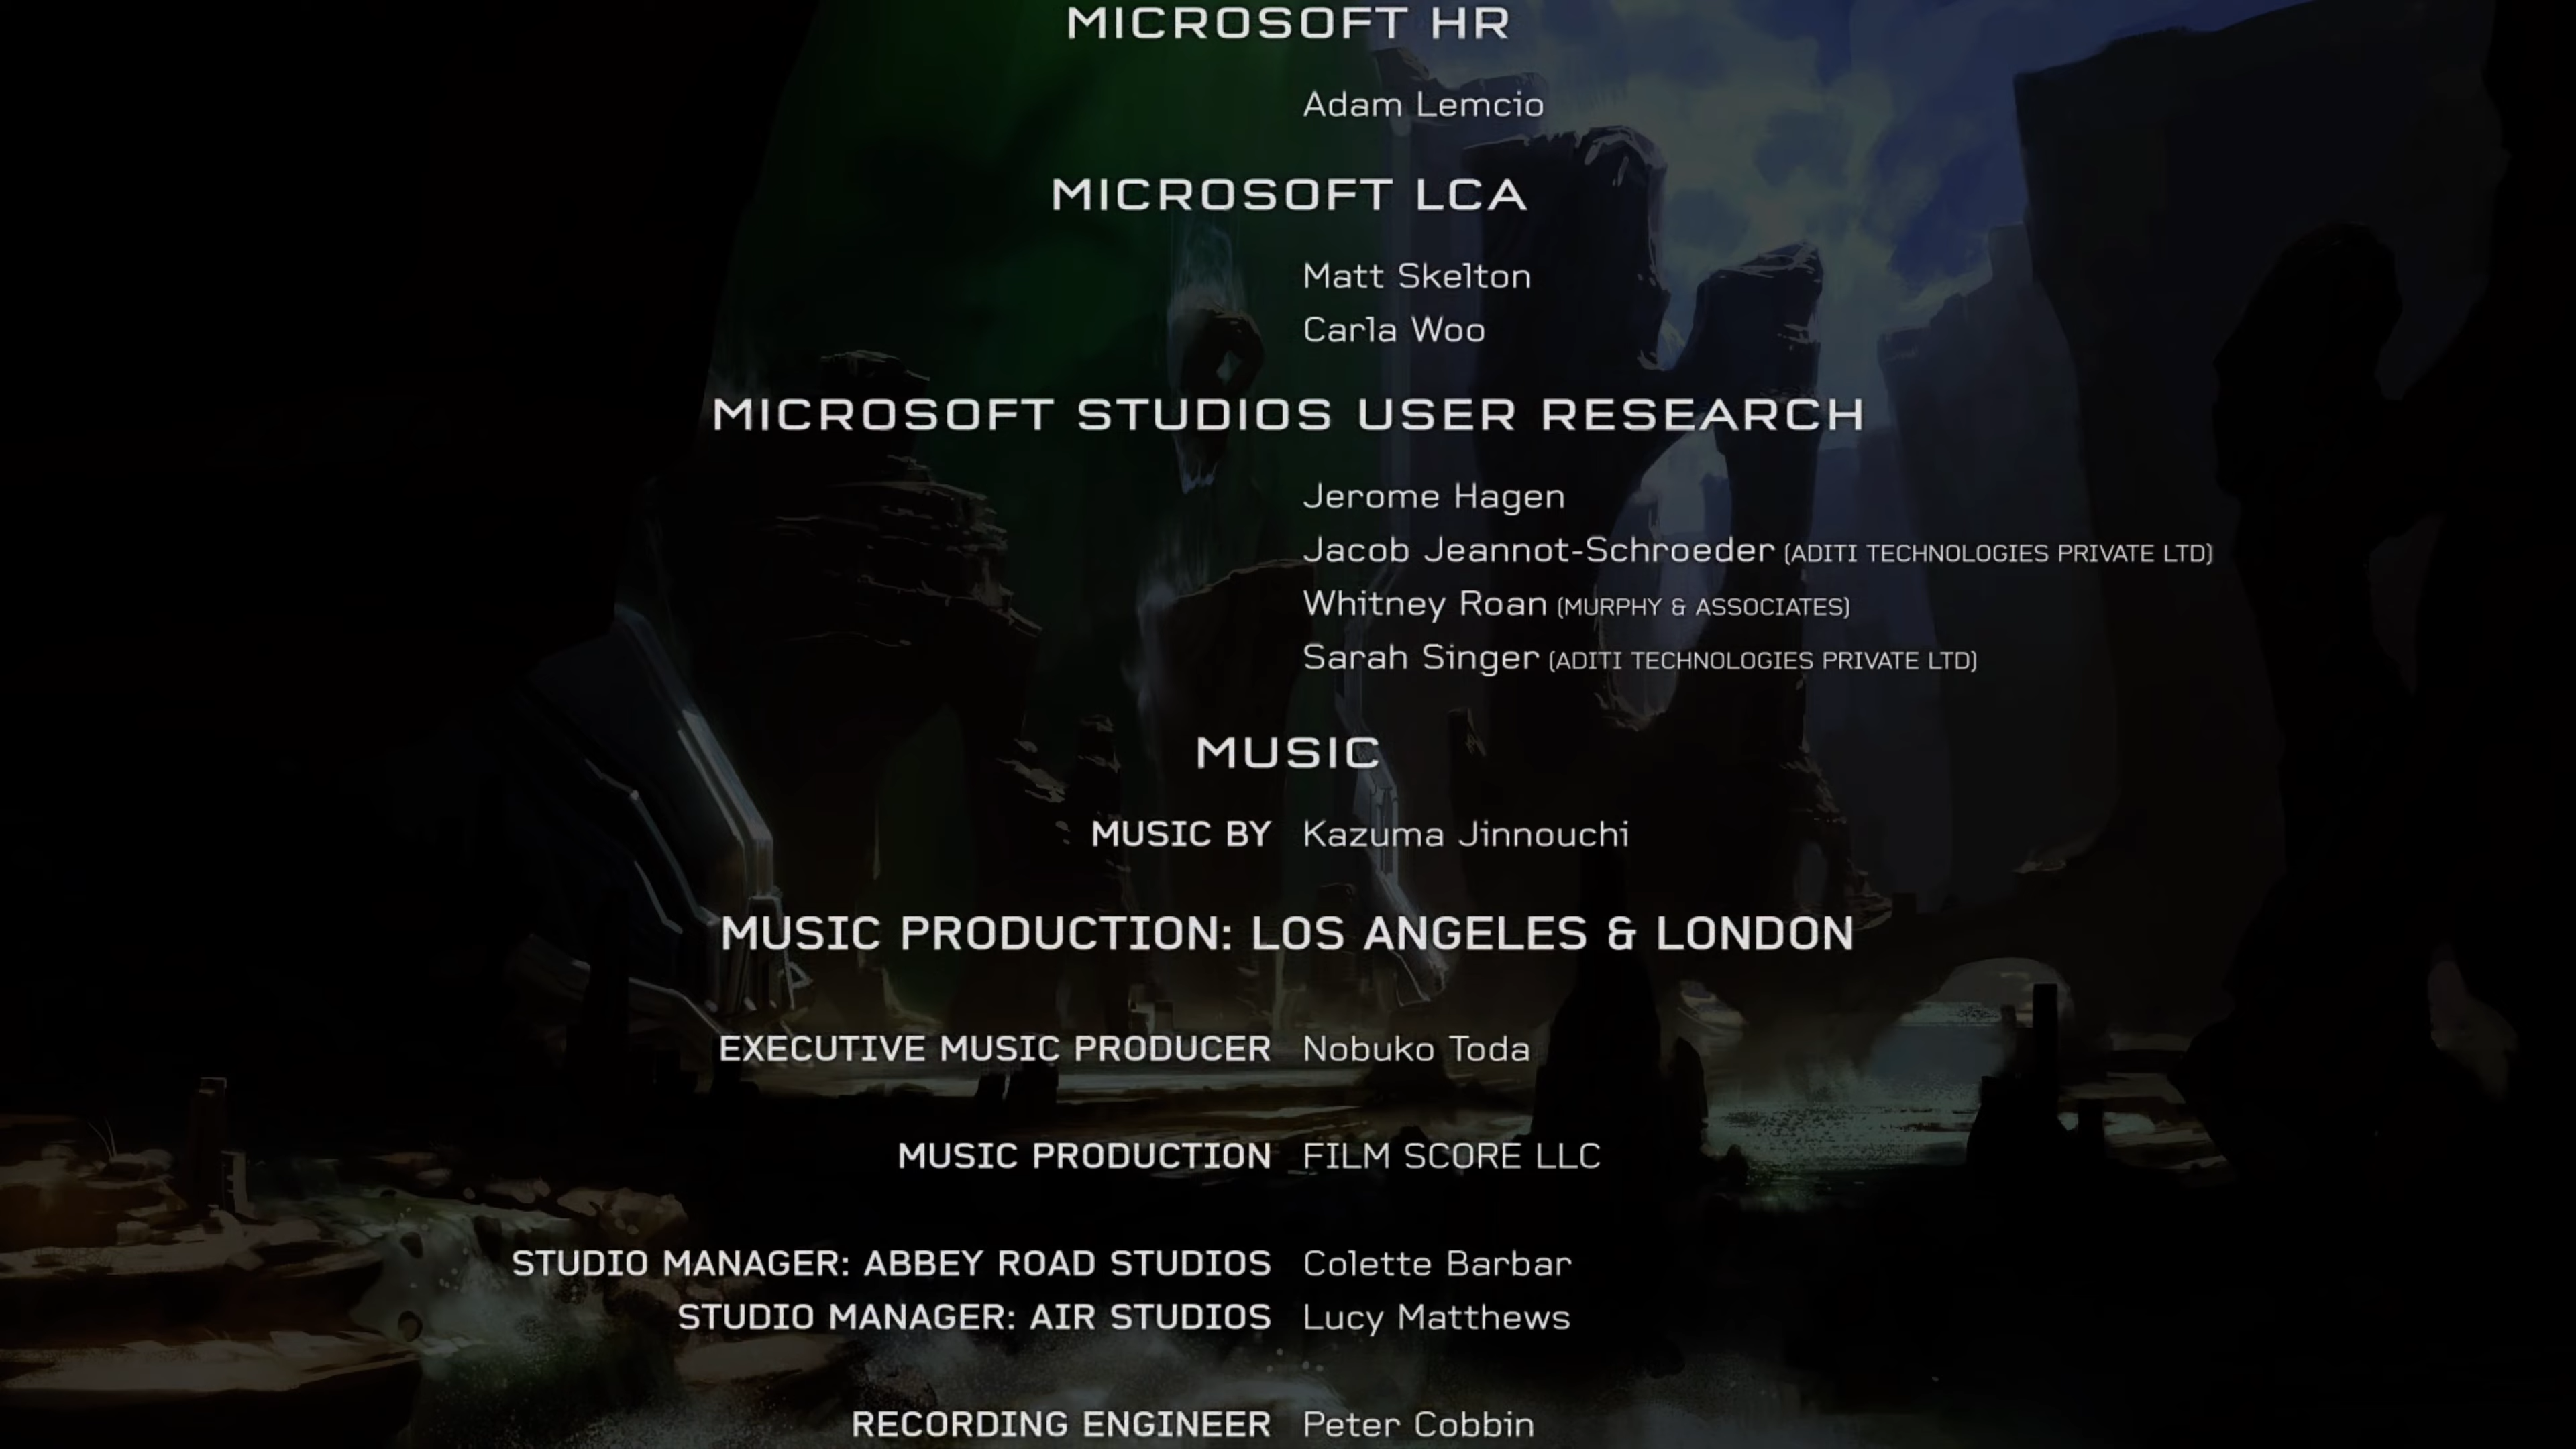 MICROSOFT HR
Adam Lemcio
MICROSOFT LCA
Matt Skelton
Carla Woo
MICROSOFT STUDIOS USER RESEARCH
Jerome Hagen
Jacob Jeannot-Schroeder (ADITI TECHNOLOGIES PRIVATE LTD)
Whitney Roan (MURPHY & ASSOCIATES)
Sarah Singer (ADITI TECHNOLOGIES PRIVATE LTD)
MUSIC
MUSIC BY Kazuma Jinnouchi
MUSIC PRODUCTION: LOS ANGELES & LONDON
EXECUTIVE MUSIC PRODUCER Nobuko Toda
MUSIC PRODUCTION FILM SCORE LLC
STUDIO MANAGER: ABBEY ROAD STUDIOS Colette Barbar
STUDIO MANAGER: AIR STUDIOS Lucy Matthews
RECORDING ENGINEER Peter Cobbin